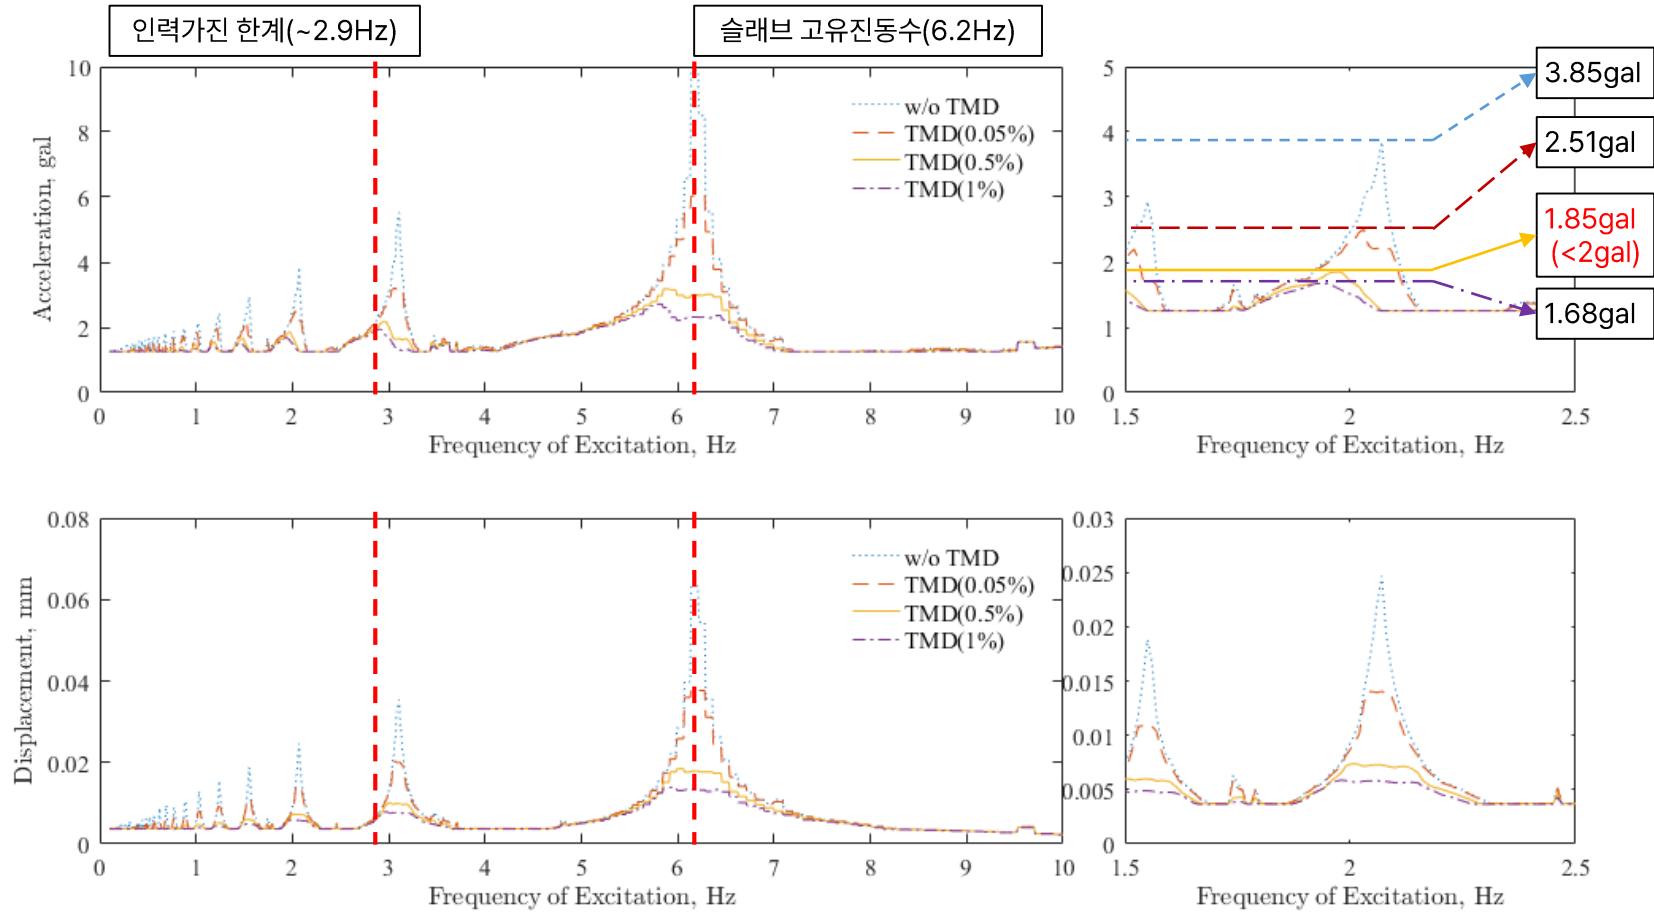 인력가진 한계(~2.9Hz)
슬래브 고유진동수(6.2Hz)
10
8
6
4
2
0
Acceleration, gal
w/o TMD
TMD(0.05%)
TMD(0.5%)
TMD(1%)
0 1 2 3 4 5 6 7 8 9 10
Frequency of Excitation, Hz
5
4
3
2
1
0
3.85gal
2.51gal
1.85gal
(<2gal)
1.68gal
1.5 2 2.5
Frequency of Excitation, Hz
0.08
0.06
0.04
0.02
0
Displacement, mm
w/o TMD
TMD(0.05%)
TMD(0.5%)
TMD(1%)
0 1 2 3 4 5 6 7 8 9 10
Frequency of Excitation, Hz
0.03
0.025
0.02
0.015
0.01
0.005
0
1.5 2 2.5
Frequency of Excitation, Hz